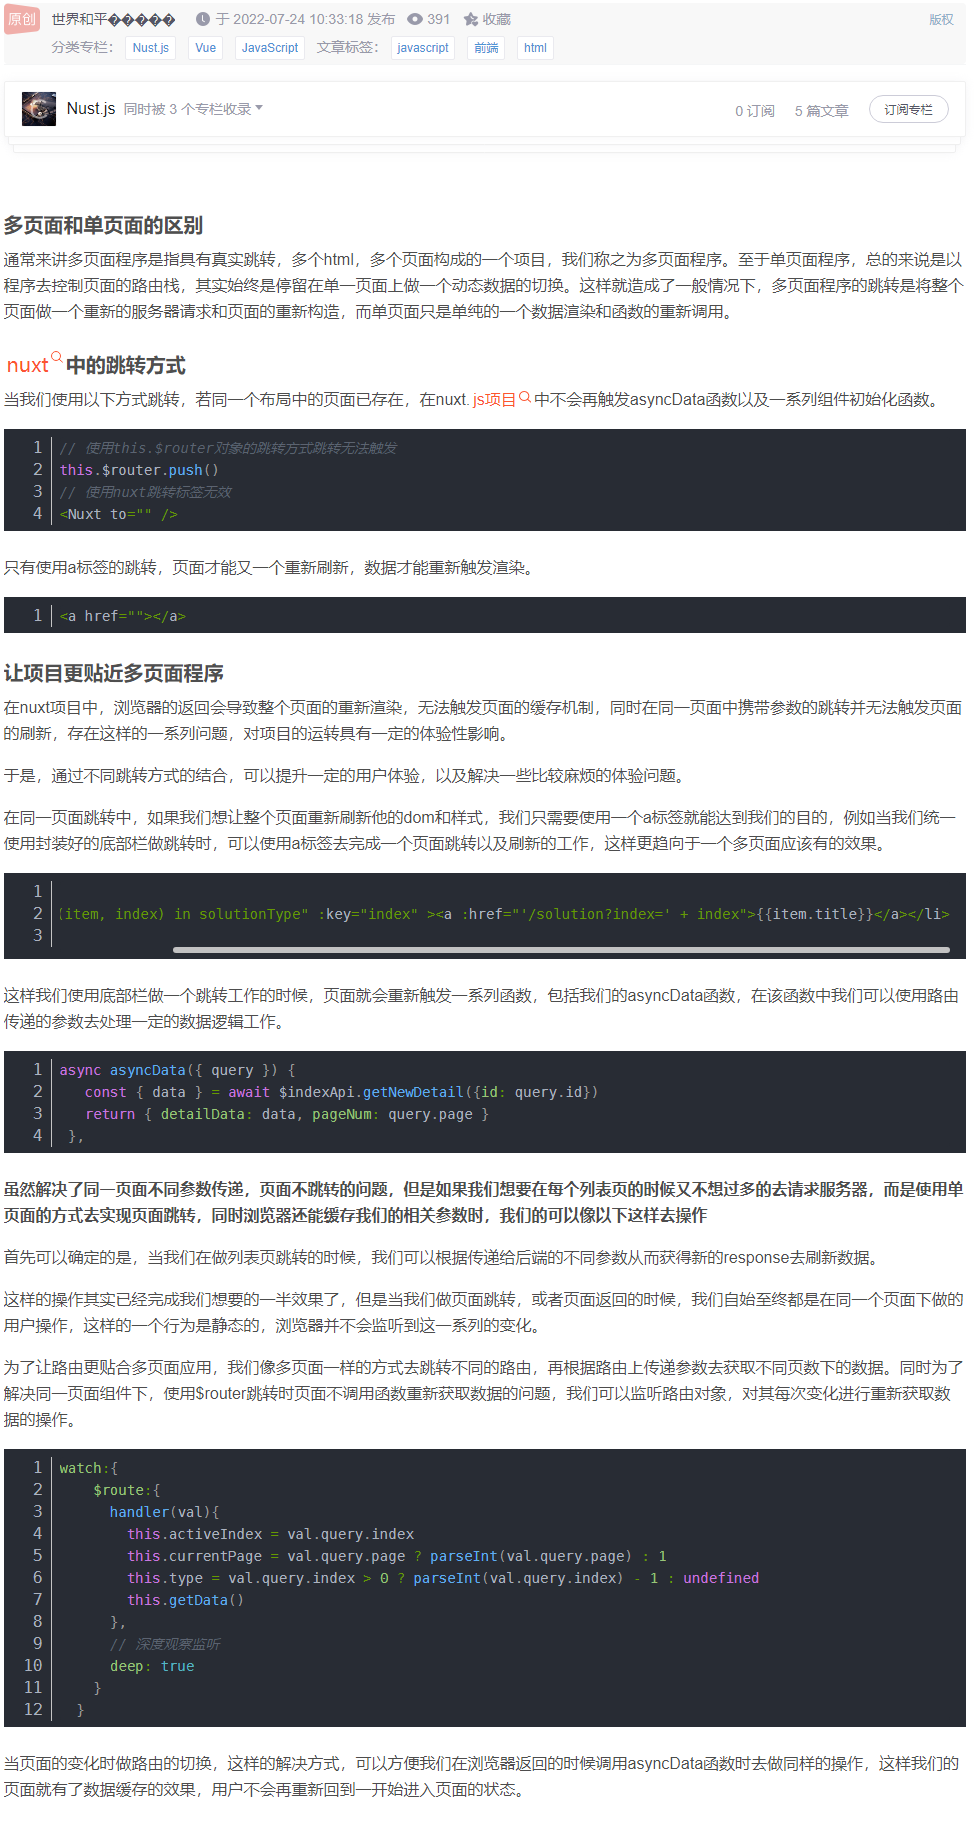 原创 世界和平����� 于 2022-07-24 10:33:18 发布 391 收藏 版权
分类专栏： Nust.js Vue JavaScript 文章标签： javascript 前端 html
Nust.js 同时被 3 个专栏收录 0 订阅 5 篇文章 订阅专栏
多页面和单页面的区别
通常来讲多页面程序是指具有真实跳转，多个html，多个页面构成的一个项目，我们称之为多页面程序。至于单页面程序，总的来说是以
程序去控制页面的路由栈，其实始终是停留在单一页面上做一个动态数据的切换。这样就造成了一般情况下，多页面程序的跳转是将整个
页面做一个重新的服务器请求和页面的重新构造，而单页面只是单纯的一个数据渲染和函数的重新调用。
nuxt中的跳转方式
当我们使用以下方式跳转，若同一个布局中的页面已存在，在nuxt. js项目中不会再触发asyncData函数以及一系列组件初始化函数。
1 // 使用this.$router对象的跳转方式跳转无法触发
2 this.$router.push()
3 // 使用nuxt跳转标签无效
4 <Nuxt to="" />
只有使用a标签的跳转，页面才能又一个重新刷新，数据才能重新触发渲染。
1 <a href=""></a>
让项目更贴近多页面程序
在nuxt项目中，浏览器的返回会导致整个页面的重新渲染，无法触发页面的缓存机制，同时在同一页面中携带参数的跳转并无法触发页面
的刷新，存在这样的一系列问题，对项目的运转具有一定的体验性影响。
于是，通过不同跳转方式的结合，可以提升一定的用户体验，以及解决一些比较麻烦的体验问题。
在同一页面跳转中，如果我们想让整个页面重新刷新他的dom和样式，我们只需要使用一个a标签就能达到我们的目的，例如当我们统一
使用封装好的底部栏做跳转时，可以使用a标签去完成一个页面跳转以及刷新的工作，这样更趋向于一个多页面应该有的效果。
1
2 (item, index) in solutionType" :key="index" ><a :href="'/solution?index=' + index">{{item.title}}</a></li>
3
这样我们使用底部栏做一个跳转工作的时候，页面就会重新触发一系列函数，包括我们的asyncData函数，在该函数中我们可以使用路由
传递的参数去处理一定的数据逻辑工作。
1 async asyncData({ query }) {
2 const { data } = await $indexApi.getNewDetail({id: query.id})
3 return { detailData: data, pageNum: query.page }
4 },
虽然解决了同一页面不同参数传递，页面不跳转的问题，但是如果我们想要在每个列表页的时候又不想过多的去请求服务器，而是使用单
页面的方式去实现页面跳转，同时浏览器还能缓存我们的相关参数时，我们的可以像以下这样去操作
首先可以确定的是，当我们在做列表页跳转的时候，我们可以根据传递给后端的不同参数从而获得新的response去刷新数据。
这样的操作其实已经完成我们想要的一半效果了，但是当我们做页面跳转，或者页面返回的时候，我们自始至终都是在同一个页面下做的
用户操作，这样的一个行为是静态的，浏览器并不会监听到这一系列的变化。
为了让路由更贴合多页面应用，我们像多页面一样的方式去跳转不同的路由，再根据路由上传递参数去获取不同页数下的数据。同时为了
解决同一页面组件下，使用$router跳转时页面不调用函数重新获取数据的问题，我们可以监听路由对象，对其每次变化进行重新获取数
据的操作。
1 watch:{
2 $route:{
3 handler(val){
4 this.activeIndex = val.query.index
5 this.currentPage = val.query.page ? parseInt(val.query.page) : 1
6 this.type = val.query.index > 0 ? parseInt(val.query.index) - 1 : undefined
7 this.getData()
8 },
9 // 深度观察监听
10 deep: true
11 }
12 }
当页面的变化时做路由的切换，这样的解决方式，可以方便我们在浏览器返回的时候调用asyncData函数时去做同样的操作，这样我们的
页面就有了数据缓存的效果，用户不会再重新回到一开始进入页面的状态。